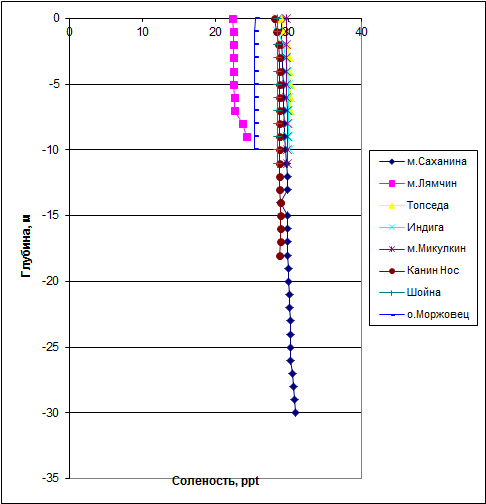 0 10 20 30 40
0
-5
-10
-15
-20
-25
-30
-35
Глубина, м
Соленость, ppt
м.Саханина
м.Лямчин
Топседа
Индига
м.Микулкин
Канин Нос
Шойна
о.Моржовец